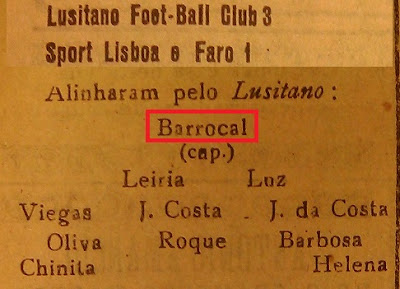 Lusitano Foot-Ball Club 3
Sport Lisboa e Faro 1
Alinharam pelo Lusitano :
Barrocal
(cap.)
Leiria Luz
Viegas J. Costa J. da Costa
Oliva Roque Barbosa
Chinita Helena